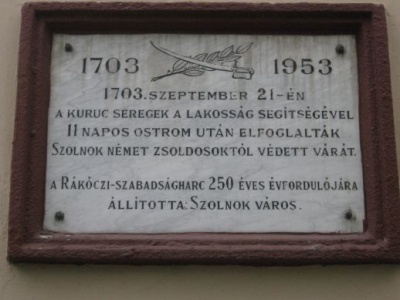 1703 1953
1703. SZEPTEMBER 21-ÉN
A KURUC SEREGEK A LAKOSSÁG SEGITSÉGÉVEL
11 NAPOS OSTROM UTÁN ELFOGLALTÁK
SZOLNOK NÉMET ZSOLDOSOKTÓL VÉDETT VÁRÁT.
A RÁKÓCZI-SZABADSÁGHARC 250 ÉVES ÉVFORDULÓJÁRA
ÁLLÍTOTTA: SZOLNOK VÁROS.